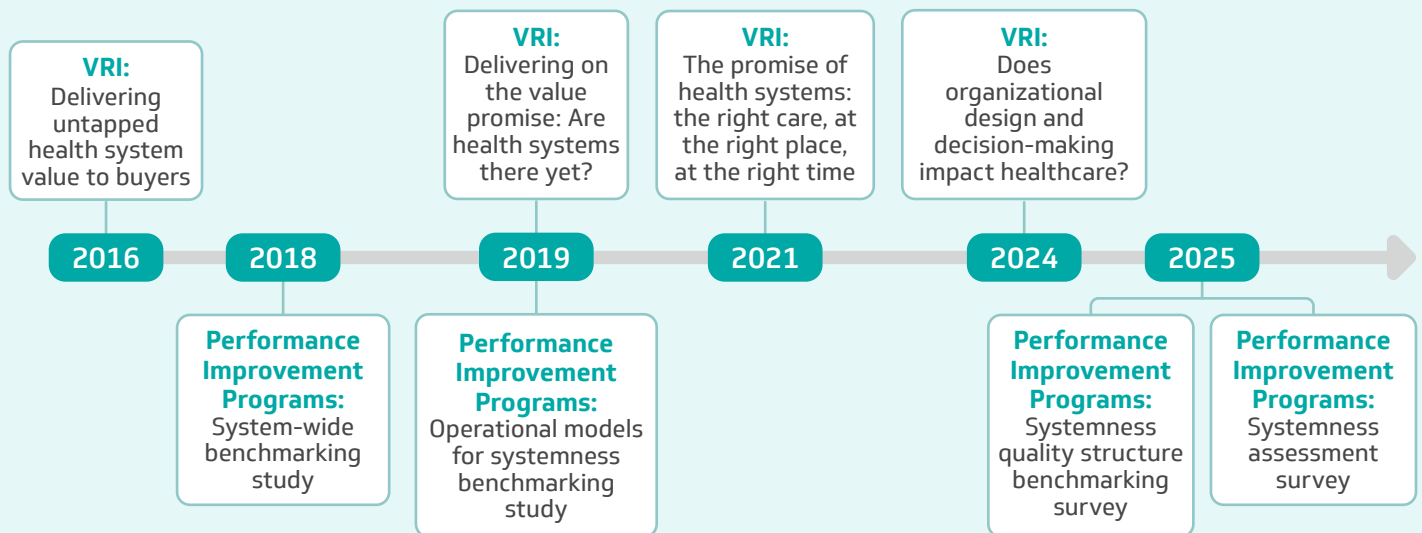 VRI:
Delivering
untapped
health system
value to buyers
VRI:
Delivering on
the value
promise: Are
health systems
there yet?
VRI:
The promise of
health systems:
the right care, at
the right place,
at the right time
VRI:
Does
organizational
design and
decision-making
impact healthcare?
2016
2018
2019
2021
2024
2025
Performance
Improvement
Programs:
System-wide
benchmarking
study
Performance
Improvement
Programs:
Operational models
for systemness
benchmarking
study
Performance
Improvement
Programs:
Systemness
quality structure
benchmarking
survey
Performance
Improvement
Programs:
Systemness
assessment
survey